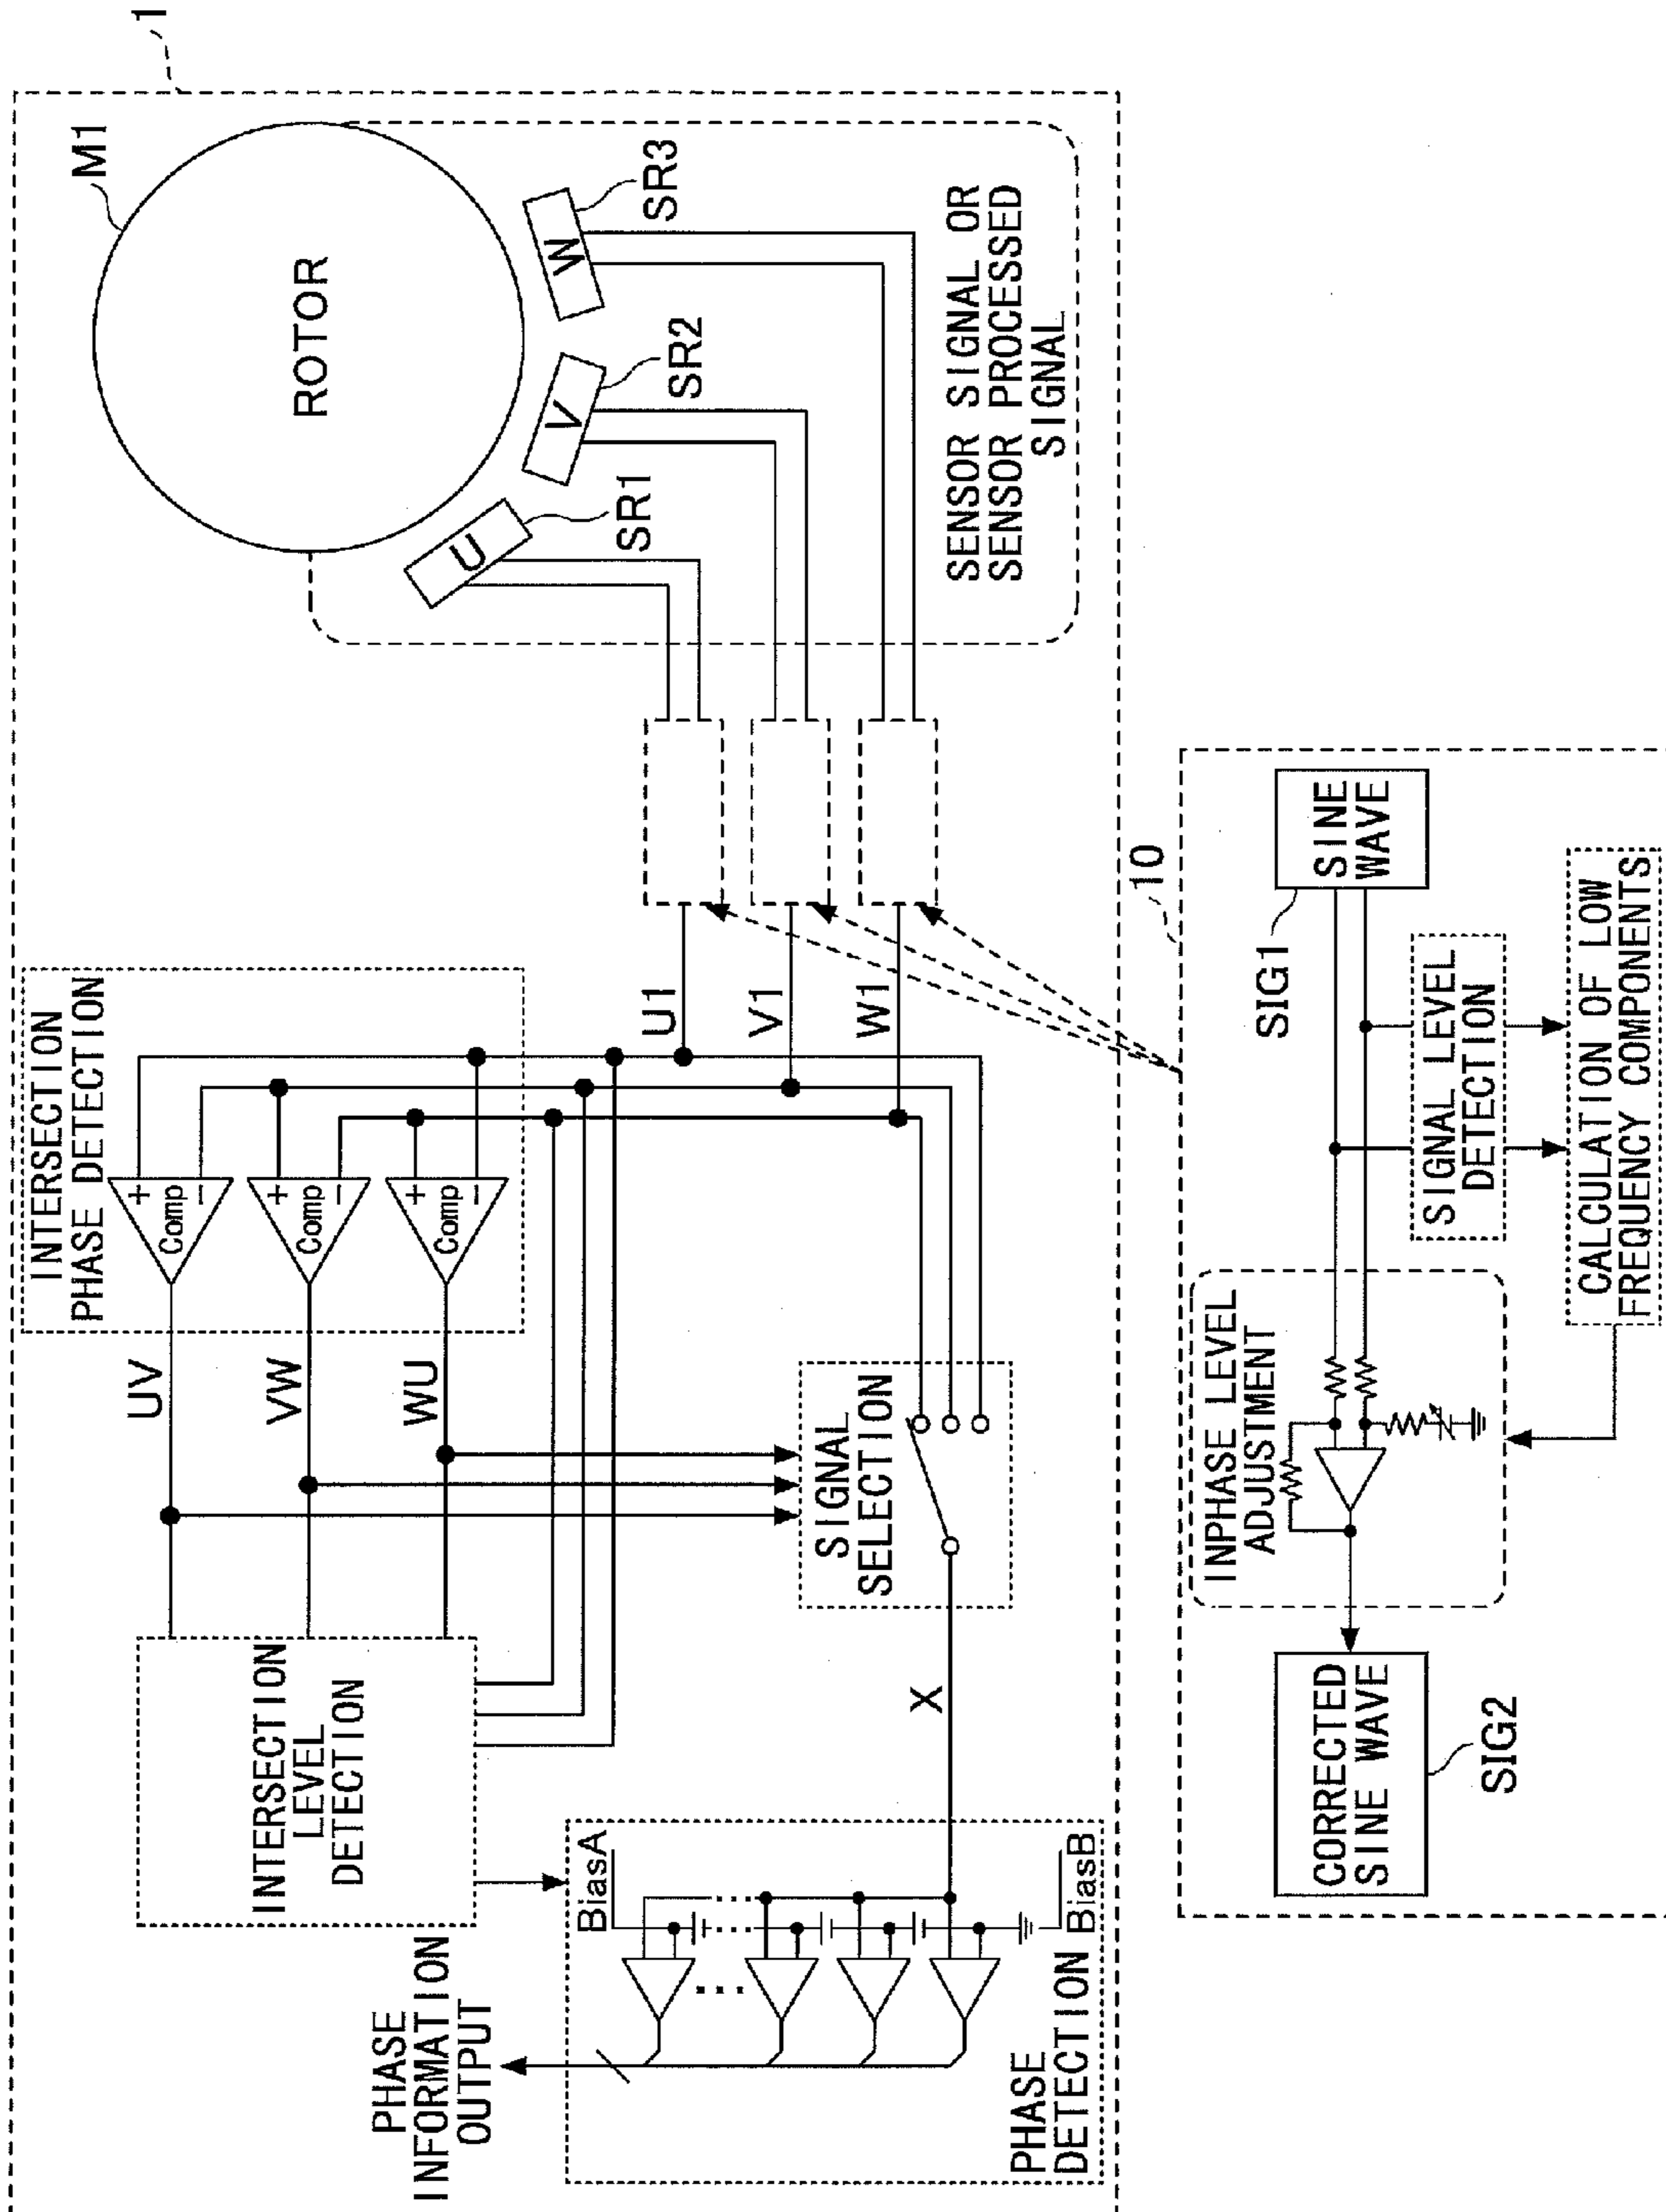 1
M1
ROTOR
U
V
W
SR1
SR2
SR3
SENSOR SIGNAL OR
SENSOR PROCESSED
SIGNAL
INTERSECTION
PHASE DETECTION
+
Comp
−
+
Comp
−
+
Comp
−
U1
V1
W1
UV
VW
WU
SIGNAL
SELECTION
INTERSECTION
LEVEL
DETECTION
X
BiasA
BiasB
PHASE
DETECTION
PHASE
INFORMATION
OUTPUT
10
SINE
WAVE
SIG1
SIGNAL LEVEL
DETECTION
CALCULATION OF LOW
FREQUENCY COMPONENTS
INPHASE LEVEL
ADJUSTMENT
CORRECTED
SINE WAVE
SIG2